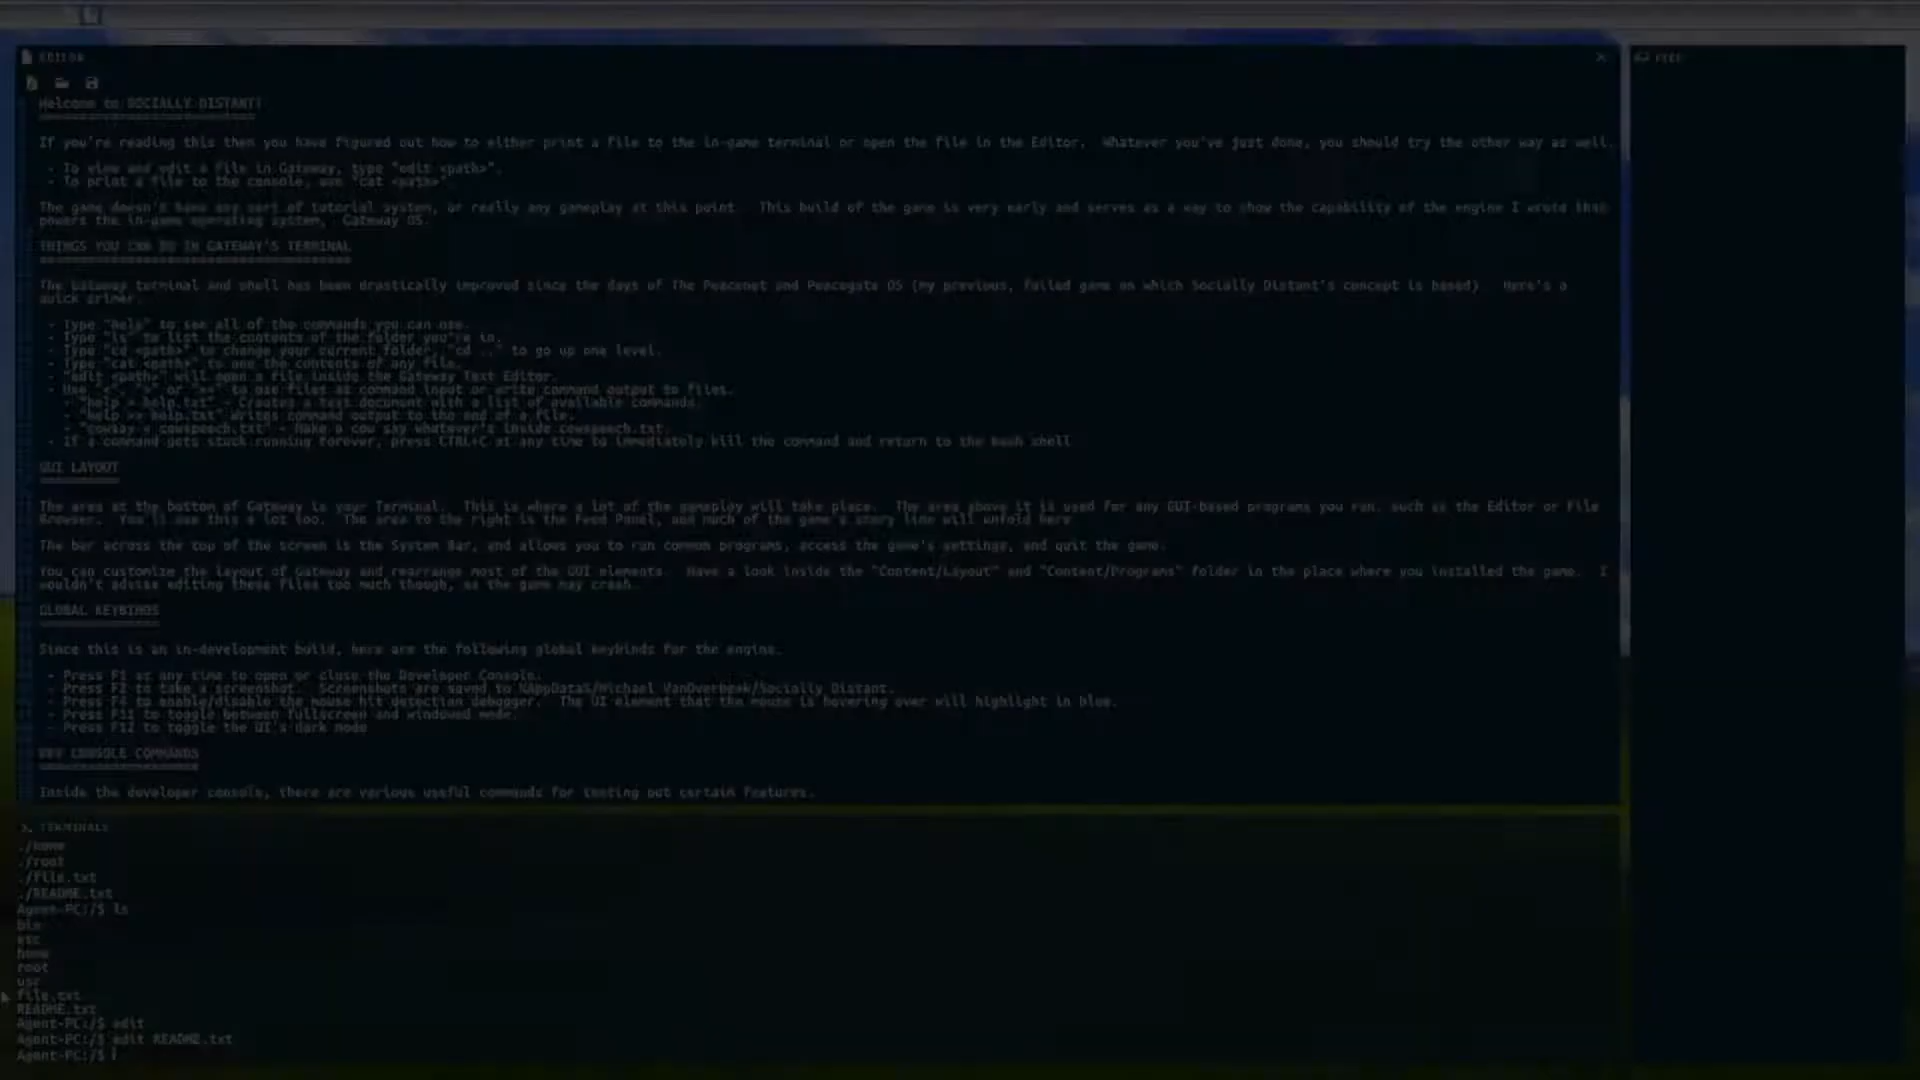 EDITOR
FEED
Welcome to SOCIALLY DISTANT!
If you're reading this then you have figured out how to either print a file to the in-game terminal or open the file in the Editor.  Whatever you've just done, you should try the other way as well.
- To view and edit a file in Gateway, type "edit <path>".
- To print a file to the console, use "cat <path>".
The game doesn't have any sort of tutorial system, or really any gameplay at this point.  This build of the game is very early and serves as a way to show the capability of the engine I wrote that
powers the in-game operating system,  Gateway OS.
THINGS YOU CAN DO IN GATEWAY'S TERMINAL
The Gateway terminal and shell has been drastically improved since the days of The Peacenet and Peacegate OS (my previous, failed game on which Socially Distant's concept is based).  Here's a
quick primer.
- Type "help" to see all of the commands you can use.
- Type "ls" to list the contents of the folder you're in.
- Type "cd <path>" to change your current folder, "cd .." to go up one level.
- Type "cat <path>" to see the contents of any file.
- "edit <path>" will open a file inside the Gateway Text Editor.
- Use "<", ">" or ">>" to use files as command input or write command output to files.
- "help > help.txt" - Creates a text document with a list of available commands.
- "help >> help.txt" Writes command output to the end of a file.
- "cowsay < cowspeech.txt" - Make a cow say whatever's inside cowspeech.txt.
- If a command gets stuck running forever, press CTRL+C at any time to immediately kill the command and return to the bash shell
GUI LAYOUT
The area at the bottom of Gateway is your Terminal.  This is where a lot of the gameplay will take place.  The area above it is used for any GUI-based programs you run, such as the Editor or File
Browser.  You'll use this a lot too.  The area to the right is the Feed Panel, and much of the game's story line will unfold here
The bar across the top of the screen is the System Bar, and allows you to run common programs, access the game's settings, and quit the game.
You can customize the layout of Gateway and rearrange most of the GUI elements.  Have a look inside the "Content/Layout" and "Content/Programs" folder in the place where you installed the game.  I
wouldn't advise editing these files too much though, as the game may crash.
GLOBAL KEYBINDS
Since this is an in-development build, here are the following global keybinds for the engine.
- Press F1 at any time to open or close the Developer Console.
- Press F2 to take a screenshot.  Screenshots are saved to %AppData%/Michael VanOverbeek/Socially Distant.
- Press F4 to enable/disable the mouse hit detection debugger.  The UI element that the mouse is hovering over will highlight in blue.
- Press F11 to toggle between fullscreen and windowed mode.
- Press F12 to toggle the UI's dark mode
DEV CONSOLE COMMANDS
Inside the developer console, there are various useful commands for testing out certain features.
TERMINALS
./home
./root
./file.txt
./README.txt
Agent-PC:/$ ls
bin
etc
home
root
usr
file.txt
README.txt
Agent-PC:/$ edit
Agent-PC:/$ edit README.txt
Agent-PC:/$